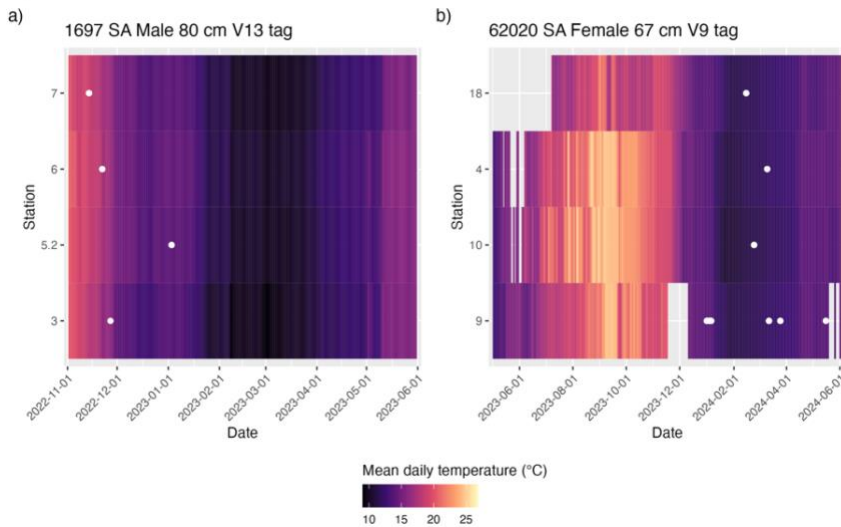 a)
1697 SA Male 80 cm V13 tag
7
6
5.2
3
Station
2022-11-01
2022-12-01
2023-01-01
2023-02-01
2023-03-01
2023-04-01
2023-05-01
2023-06-01
Date
b)
62020 SA Female 67 cm V9 tag
18
4
10
9
Station
2023-06-01
2023-08-01
2023-10-01
2023-12-01
2024-02-01
2024-04-01
2024-06-01
Date
Mean daily temperature (°C)
10 15 20 25